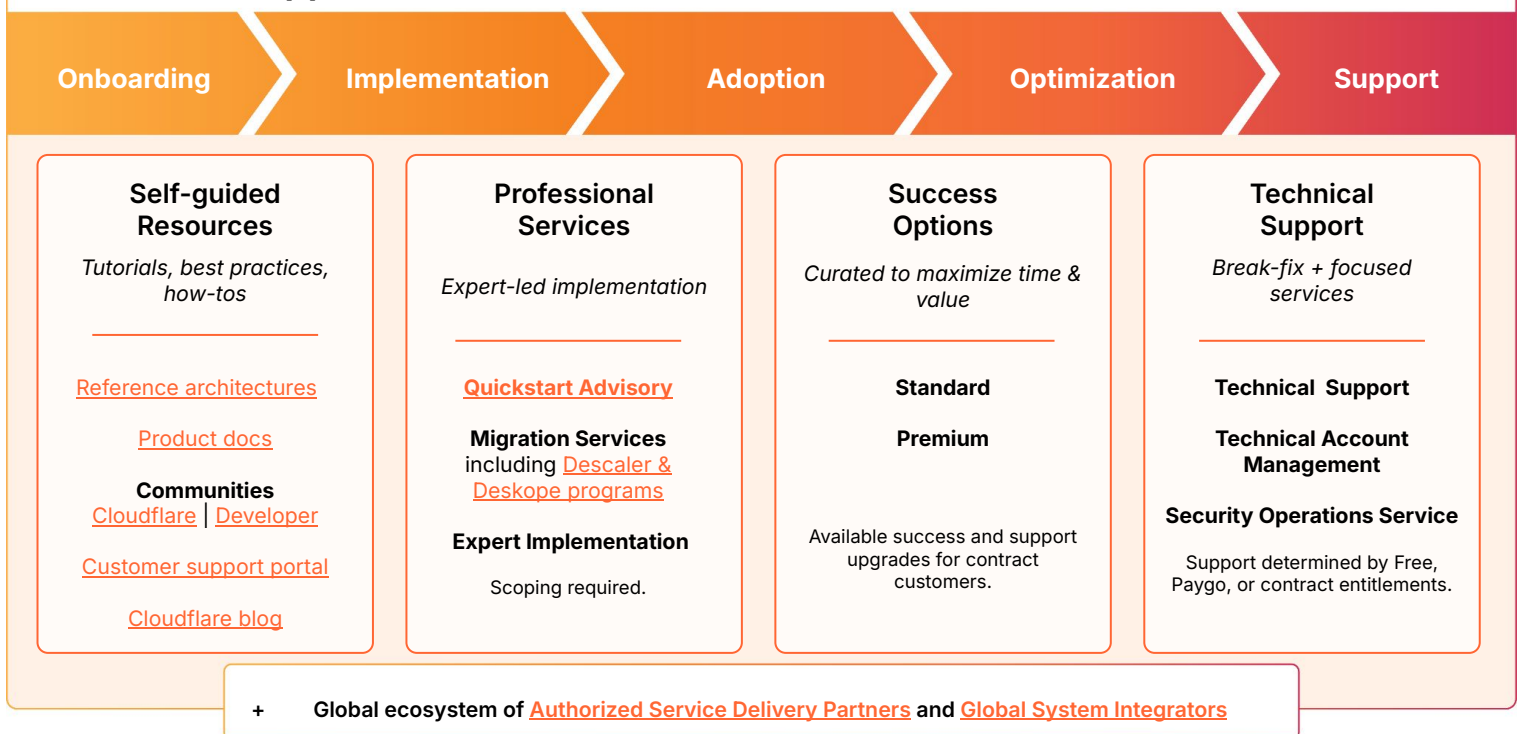 Onboarding
Implementation
Adoption
Optimization
Support
Self-guided
Resources
Tutorials, best practices,
how-tos
Reference architectures
Product docs
Communities
Cloudflare | Developer
Customer support portal
Cloudflare blog
Professional
Services
Expert-led implementation
Quickstart Advisory
Migration Services
including Descaler &
Deskope programs
Expert Implementation
Scoping required.
Success
Options
Curated to maximize time &
value
Standard
Premium
Available success and support
upgrades for contract
customers.
Technical
Support
Break-fix + focused
services
Technical Support
Technical Account
Management
Security Operations Service
Support determined by Free,
Paygo, or contract entitlements.
+ Global ecosystem of Authorized Service Delivery Partners and Global System Integrators